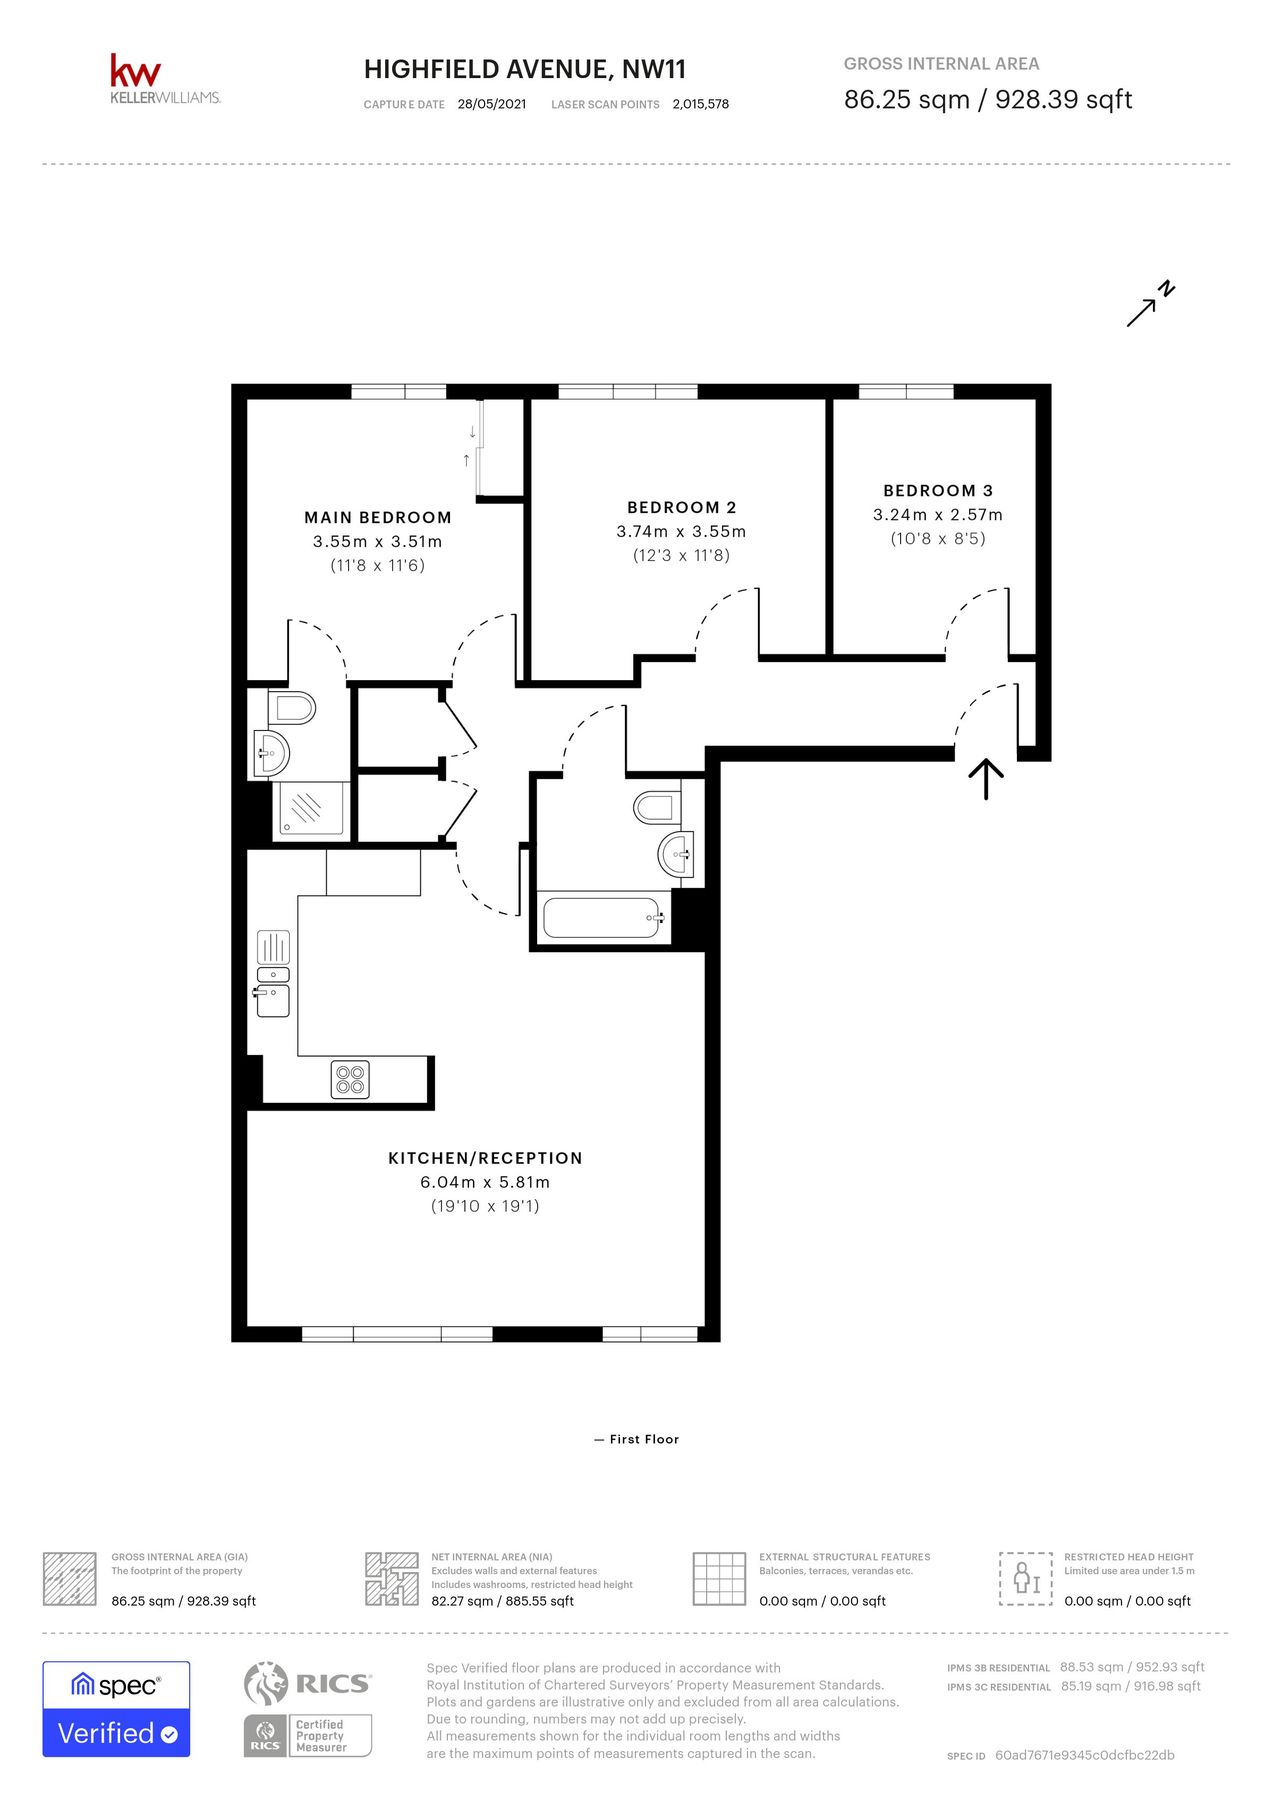 kw
KELLERWILLIAMS.
HIGHFIELD AVENUE, NW11
CAPTURE DATE 28/05/2021 LASER SCAN POINTS 2,015,578
GROSS INTERNAL AREA
86.25 sqm / 928.39 sqft
N
MAIN BEDROOM
3.55m x 3.51m
(11'8 x 11'6)
BEDROOM 2
3.74m x 3.55m
(12'3 x 11'8)
BEDROOM 3
3.24m x 2.57m
(10'8 x 8'5)
KITCHEN/RECEPTION
6.04m x 5.81m
(19'10 x 19'1)
— First Floor
GROSS INTERNAL AREA (GIA)
The footprint of the property
86.25 sqm / 928.39 sqft
NET INTERNAL AREA (NIA)
Excludes walls and external features
Includes washrooms, restricted head height
82.27 sqm / 885.55 sqft
EXTERNAL STRUCTURAL FEATURES
Balconies, terraces, verandas etc.
0.00 sqm / 0.00 sqft
RESTRICTED HEAD HEIGHT
Limited use area under 1.5 m
0.00 sqm / 0.00 sqft
spec®
Verified
RICS®
RICS
Certified
Property
Measurer
Spec Verified floor plans are produced in accordance with
Royal Institution of Chartered Surveyors’ Property Measurement Standards.
Plots and gardens are illustrative only and excluded from all area calculations.
Due to rounding, numbers may not add up precisely.
All measurements shown for the individual room lengths and widths
are the maximum points of measurements captured in the scan.
IPMS 3B RESIDENTIAL 88.53 sqm / 952.93 sqft
IPMS 3C RESIDENTIAL 85.19 sqm / 916.98 sqft
SPEC ID 60ad7671e9345c0dcfbc22db